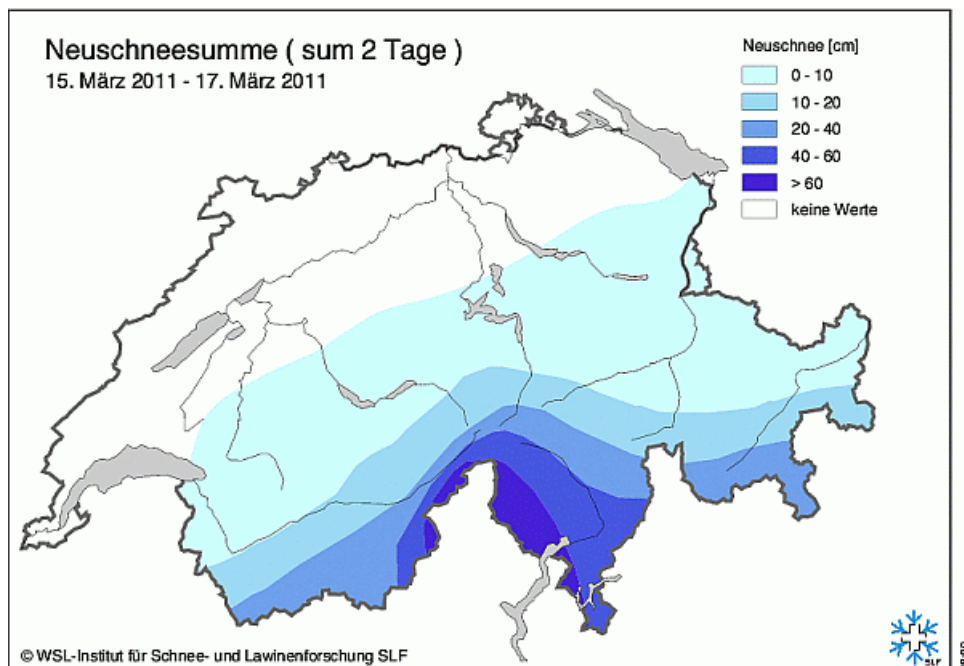 Neuschneesumme ( sum 2 Tage )
15. März 2011 - 17. März 2011
Neuschnee [cm]
0 - 10
10 - 20
20 - 40
40 - 60
> 60
keine Werte
© WSL-Institut für Schnee- und Lawinenforschung SLF
SLF